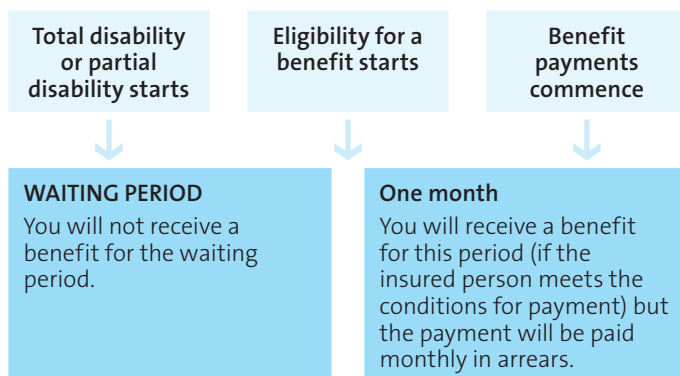 Total disability
or partial
disability starts
Eligibility for a
benefit starts
Benefit
payments
commence
WAITING PERIOD
You will not receive a
benefit for the waiting
period.
One month
You will receive a benefit
for this period (if the
insured person meets the
conditions for payment) but
the payment will be paid
monthly in arrears.